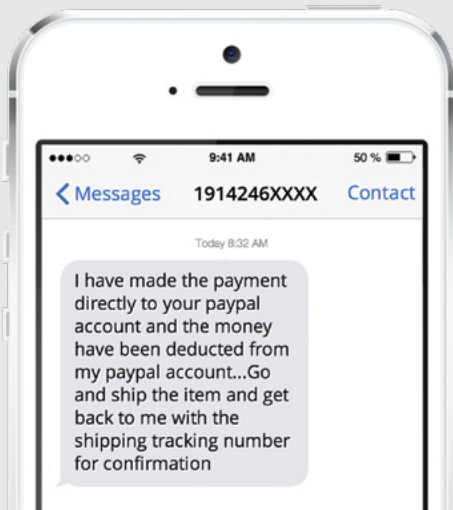 9:41 AM
50 %
Messages
1914246XXXX
Contact
Today 8:32 AM
I have made the payment
directly to your paypal
account and the money
have been deducted from
my paypal account...Go
and ship the item and get
back to me with the
shipping tracking number
for confirmation